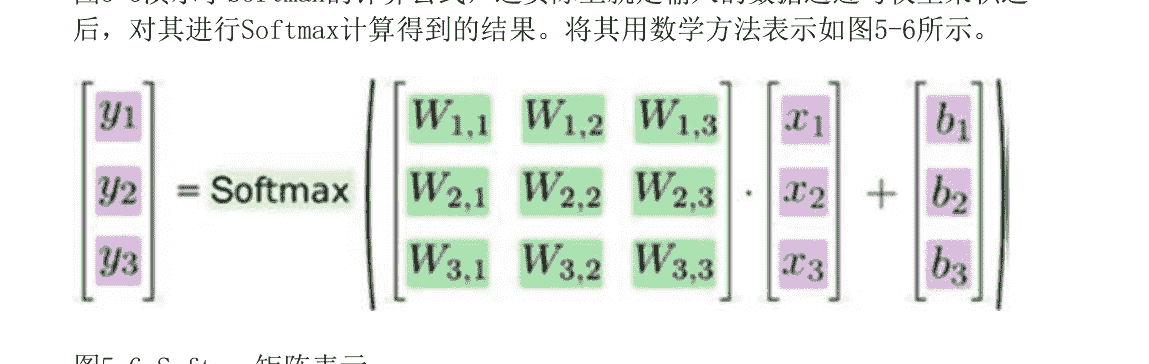 后，对其进行Softmax计算得到的结果。将其用数学方法表示如图5-6所示。
y1 W1,1 W1,2 W1,3 x1 b1
y2 = Softmax W2,1 W2,2 W2,3 · x2 + b2
y3 W3,1 W3,2 W3,3 x3 b3